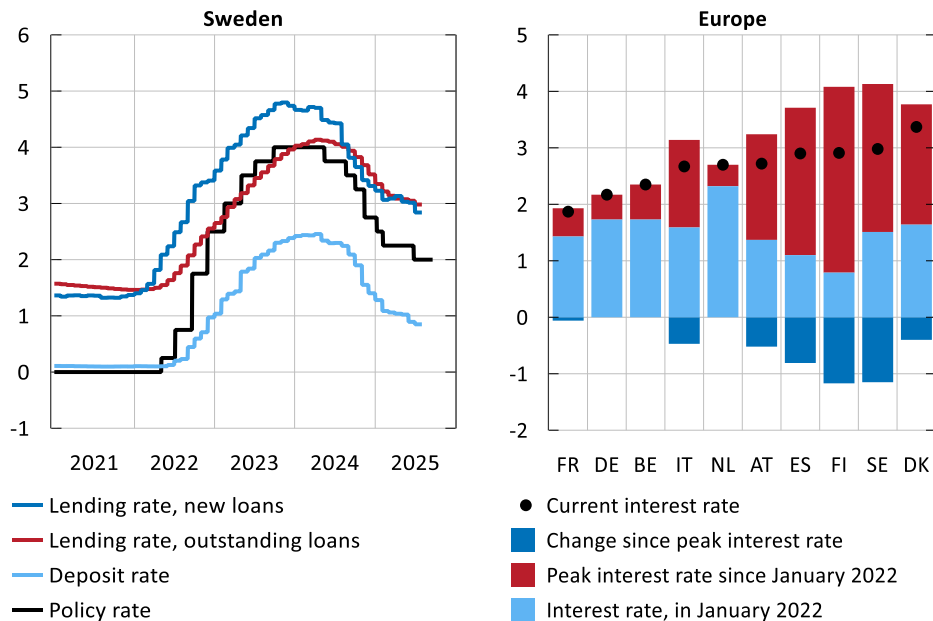 Sweden
6
5
4
3
2
1
0
-1
2021 2022 2023 2024 2025
Lending rate, new loans
Lending rate, outstanding loans
Deposit rate
Policy rate
Europe
5
4
3
2
1
0
-1
-2
FR DE BE IT NL AT ES FI SE DK
Current interest rate
Change since peak interest rate
Peak interest rate since January 2022
Interest rate, in January 2022